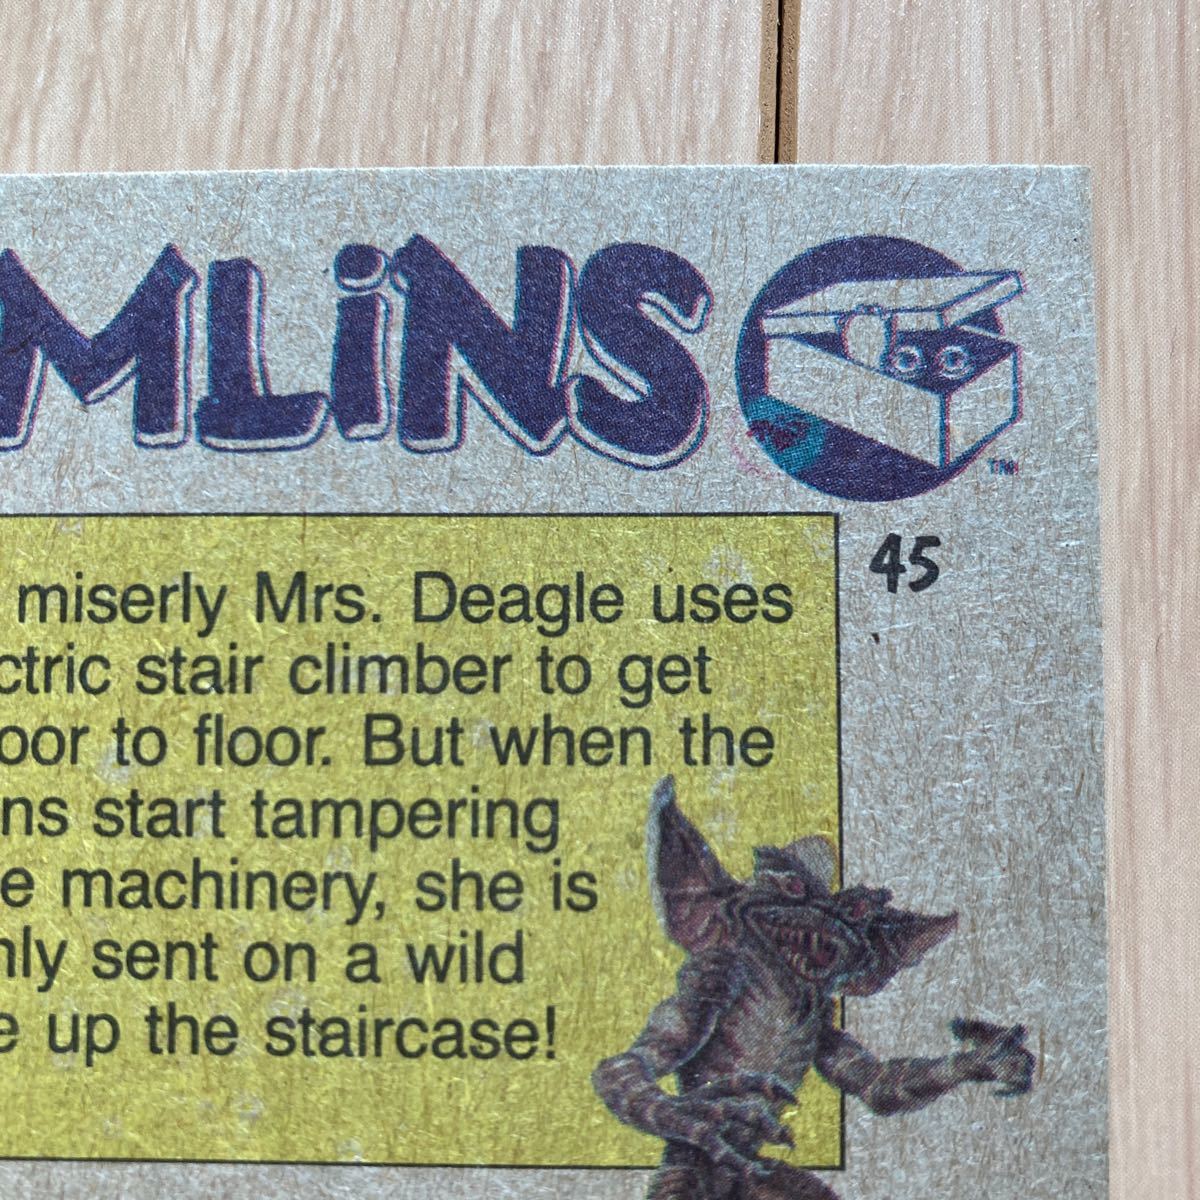 MLiNS
TM
45
miserly Mrs. Deagle uses
ctric stair climber to get
oor to floor. But when the
ns start tampering
e machinery, she is
nly sent on a wild
e up the staircase!